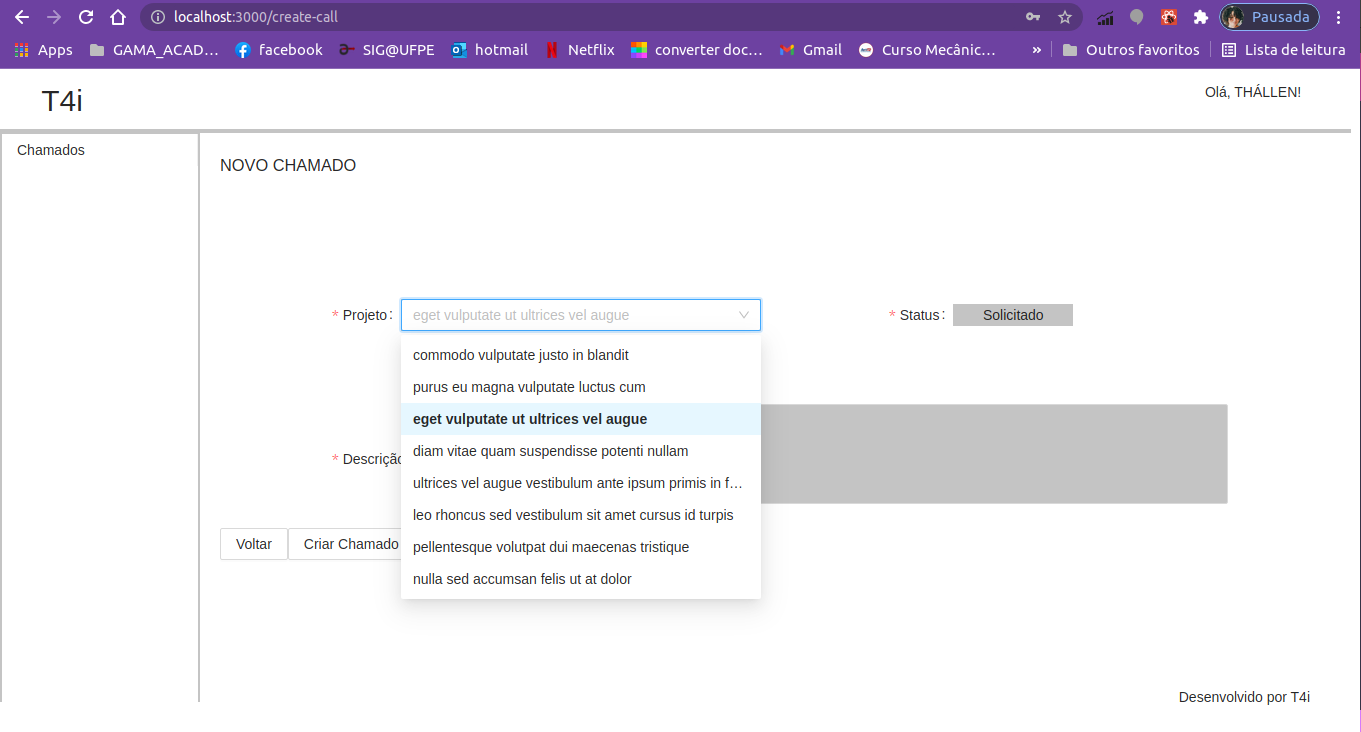 localhost:3000/create-call
Pausada
Apps GAMA_ACAD... facebook SIG@UFPE hotmail Netflix converter doc... Gmail Curso Mecânic... » Outros favoritos Lista de leitura
T4i
Olá, THÁLLEN!
Chamados
NOVO CHAMADO
* Projeto: eget vulputate ut ultrices vel augue
* Status: Solicitado
commodo vulputate justo in blandit
purus eu magna vulputate luctus cum
eget vulputate ut ultrices vel augue
diam vitae quam suspendisse potenti nullam
ultrices vel augue vestibulum ante ipsum primis in f...
leo rhoncus sed vestibulum sit amet cursus id turpis
pellentesque volutpat dui maecenas tristique
nulla sed accumsan felis ut at dolor
* Descrição
Voltar Criar Chamado
Desenvolvido por T4i